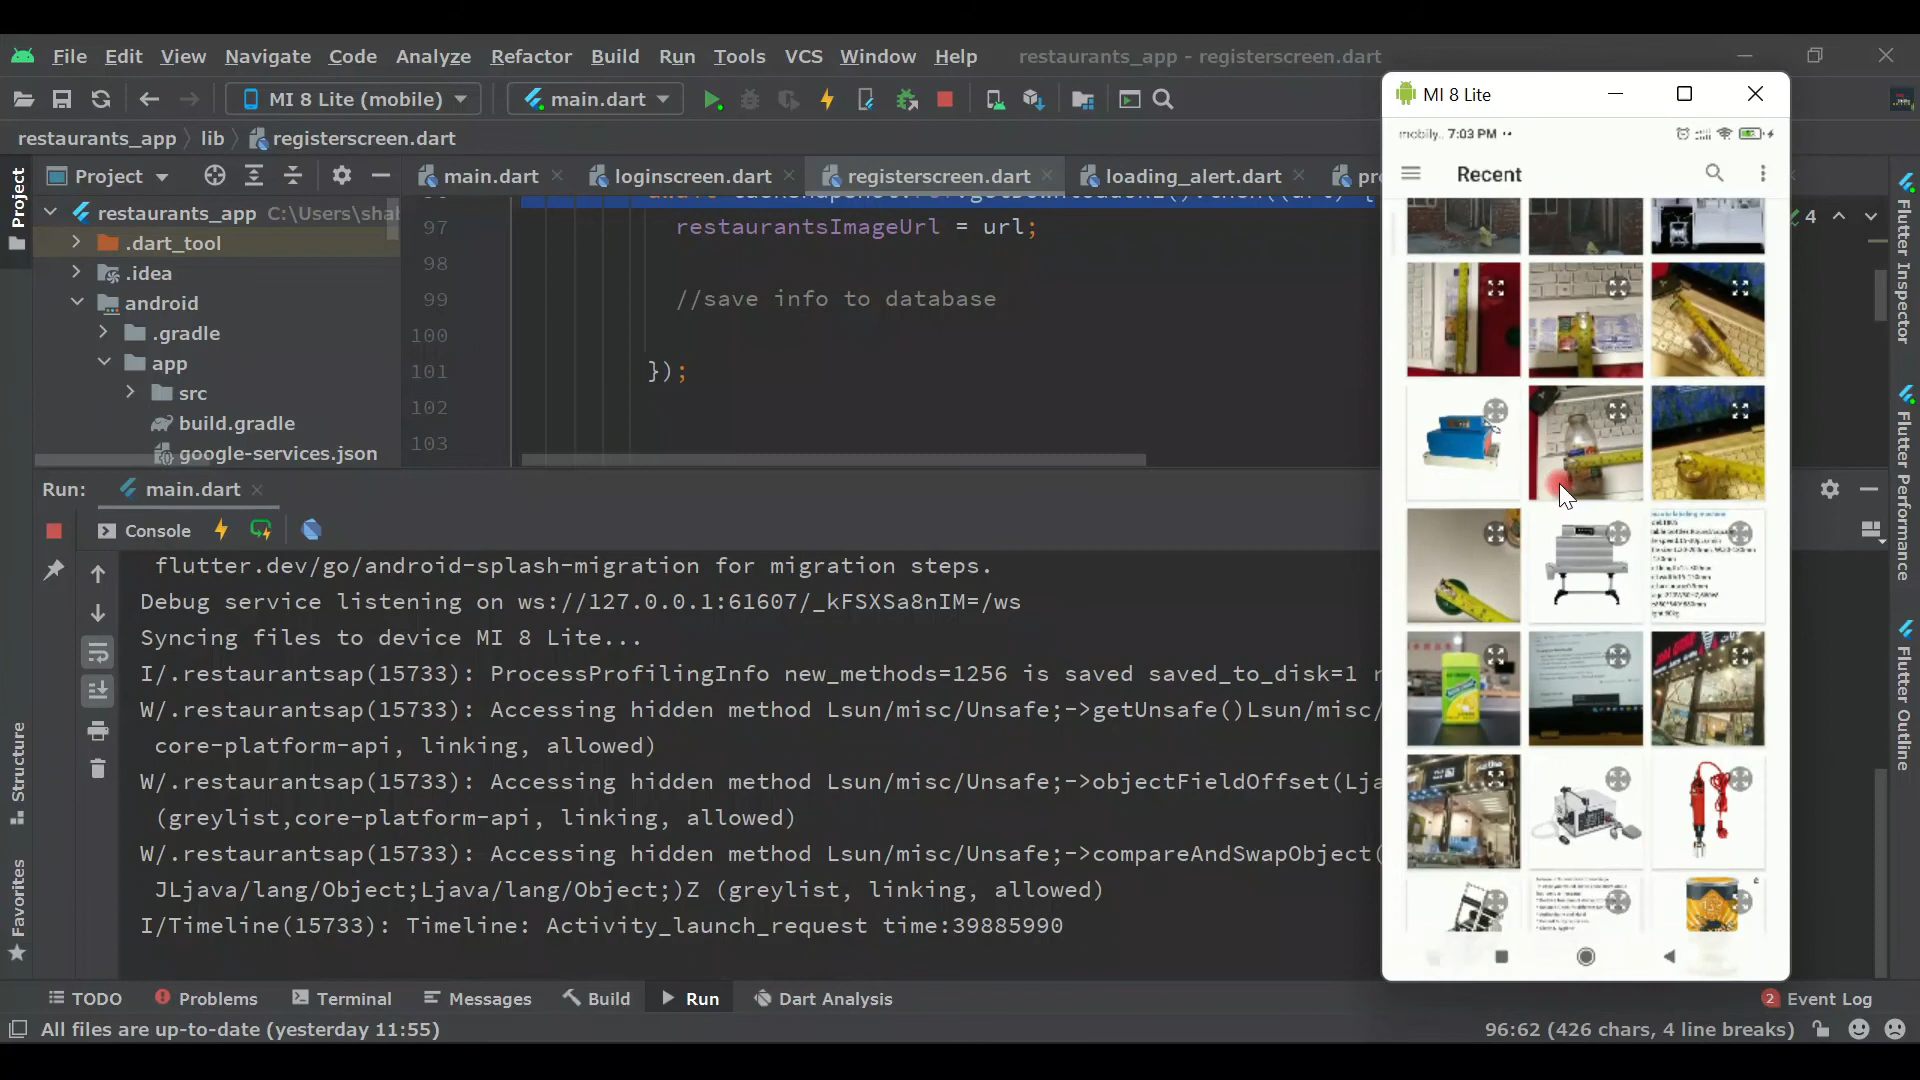 File Edit View Navigate Code Analyze Refactor Build Run Tools VCS Window Help restaurants_app - registerscreen.dart
MI 8 Lite (mobile) main.dart
restaurants_app lib registerscreen.dart
Project main.dart loginscreen.dart registerscreen.dart loading_alert.dart
restaurants_app C:\Users\shal
.dart_tool
.idea
android
.gradle
app
src
build.gradle
google-services.json
97 restaurantsImageUrl = url;
98
99 //save info to database
100
101 });
102
103
4
Run: main.dart
Console
flutter.dev/go/android-splash-migration for migration steps.
Debug service listening on ws://127.0.0.1:61607/_kFSXSa8nIM=/ws
Syncing files to device MI 8 Lite...
I/.restaurantsap(15733): ProcessProfilingInfo new_methods=1256 is saved saved_to_disk=1 r
W/.restaurantsap(15733): Accessing hidden method Lsun/misc/Unsafe;->getUnsafe()Lsun/misc/
core-platform-api, linking, allowed)
W/.restaurantsap(15733): Accessing hidden method Lsun/misc/Unsafe;->objectFieldOffset(Lja
(greylist,core-platform-api, linking, allowed)
W/.restaurantsap(15733): Accessing hidden method Lsun/misc/Unsafe;->compareAndSwapObject(
JLjava/lang/Object;Ljava/lang/Object;)Z (greylist, linking, allowed)
I/Timeline(15733): Timeline: Activity_launch_request time:39885990
TODO Problems Terminal Messages Build Run Dart Analysis
2 Event Log
All files are up-to-date (yesterday 11:55)
96:62 (426 chars, 4 line breaks)
Project
Structure
Favorites
Flutter Inspector
Flutter Performance
Flutter Outline
MI 8 Lite
mobily.. 7:03 PM
Recent